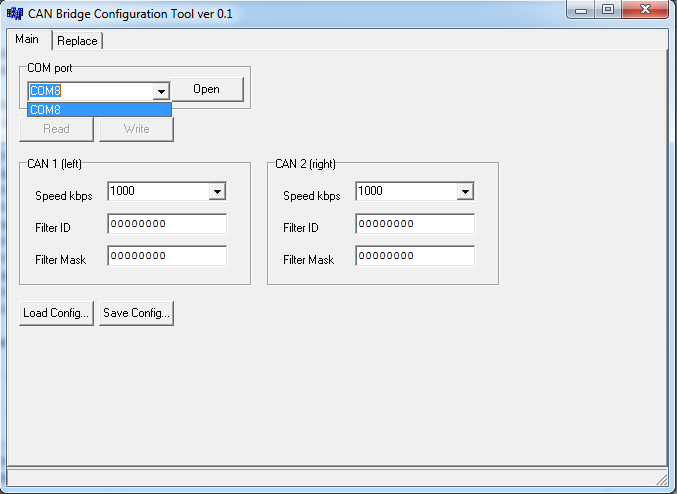 CAN Bridge Configuration Tool ver 0.1
Main Replace
COM port
COM8 Open
COM8
Read Write
CAN 1 (left) CAN 2 (right)
Speed kbps 1000 Speed kbps 1000
Filter ID 00000000 Filter ID 00000000
Filter Mask 00000000 Filter Mask 00000000
Load Config... Save Config...